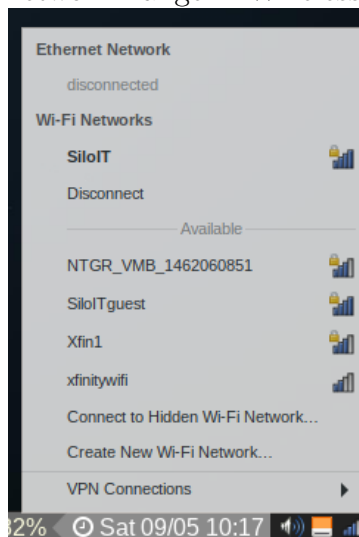 Ethernet Network
disconnected
Wi-Fi Networks
SiloIT
Disconnect
Available
NTGR_VMB_1462060851
SiloITguest
Xfin1
xfinitywifi
Connect to Hidden Wi-Fi Network...
Create New Wi-Fi Network...
VPN Connections
32% Sat 09/05 10:17